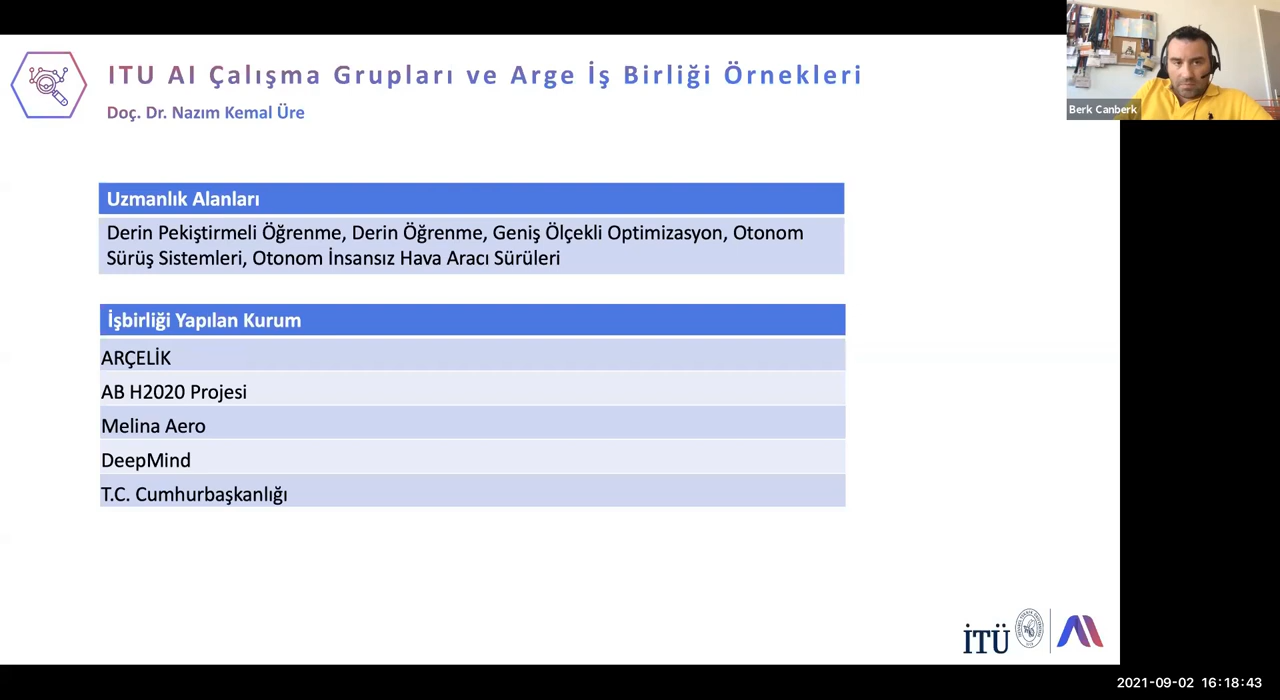 ITU AI Çalışma Grupları ve Arge İş Birliği Örnekleri
Doç. Dr. Nazım Kemal Üre
Berk Canberk
Uzmanlık Alanları
Derin Pekiştirmeli Öğrenme, Derin Öğrenme, Geniş Ölçekli Optimizasyon, Otonom
Sürüş Sistemleri, Otonom İnsansız Hava Aracı Sürüleri
İşbirliği Yapılan Kurum
ARÇELİK
AB H2020 Projesi
Melina Aero
DeepMind
T.C. Cumhurbaşkanlığı
İTÜ
2021-09-02 16:18:43